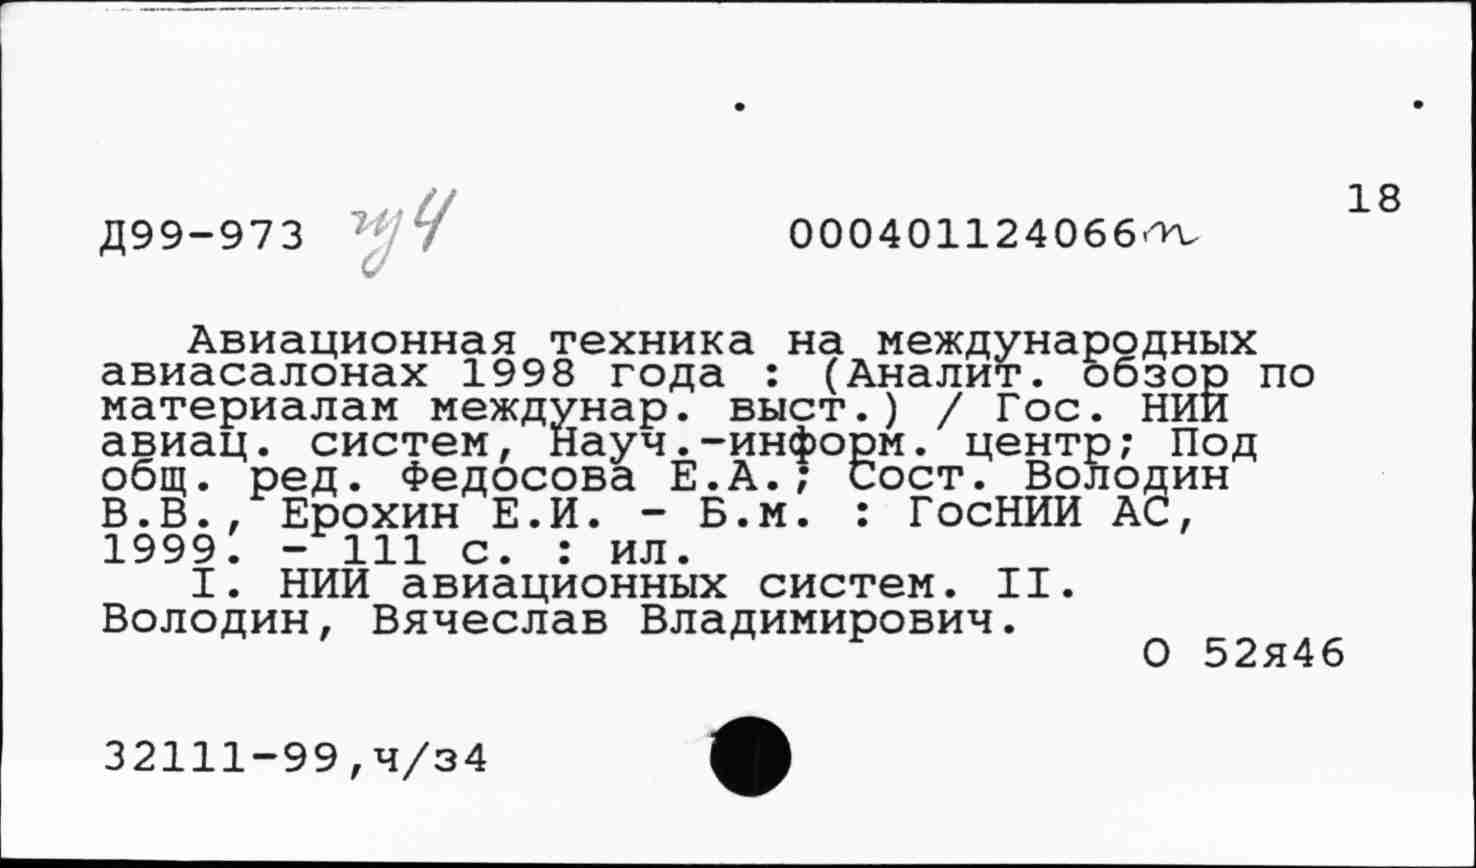 18
Д99-973 000401124066
Авиационная техника на международных
авиасалонах 1998 года : (Аналит. обзор по
материалам междунар. выст.) / Гос. НИИ
авиац. систем, Науч.-информ. центр; Под
общ. ред. Федосова Е.А.; Сост. Володин
В.В., Ерохин Е.И. - Б.м. : ГосНИИ АС,
1999. - 111 с. : ил.
I. НИИ авиационных систем. II.
Володин, Вячеслав Владимирович.
О 52я46
32111-99,ч/з4